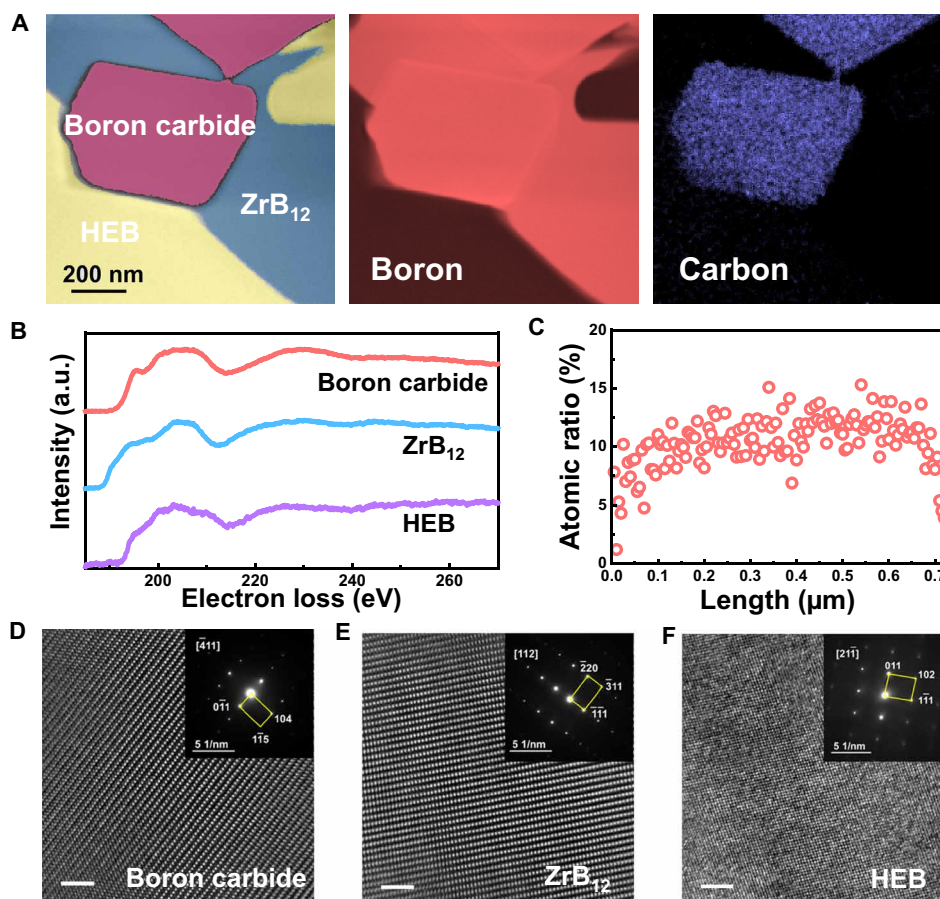 A
Boron carbide
ZrB₁₂
HEB
200 nm
Boron
Carbon
B
Intensity (a.u.)
Boron carbide
ZrB₁₂
HEB
200 220 240 260
Electron loss (eV)
C
Atomic ratio (%)
20
15
10
5
0
0.0 0.1 0.2 0.3 0.4 0.5 0.6 0.7
Length (μm)
D
[4̅11]
01̅1
104
11̅5
5 1/nm
Boron carbide
E
[112]
2̅20
3̅11
1̅1̅1
5 1/nm
ZrB₁₂
F
[211̅]
011
102
11̅1
5 1/nm
HEB